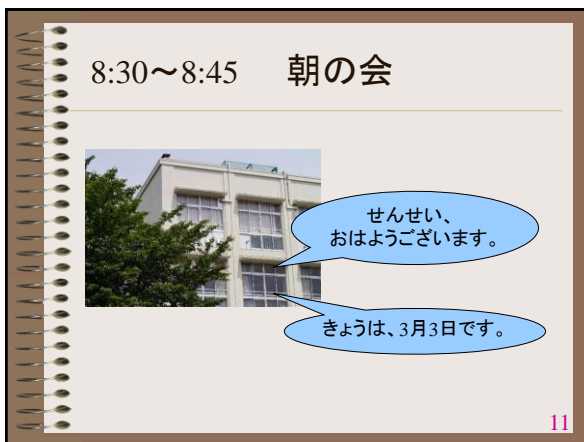 8:30～8:45 朝の会
せんせい、
おはようございます。
きょうは、3月3日です。
11